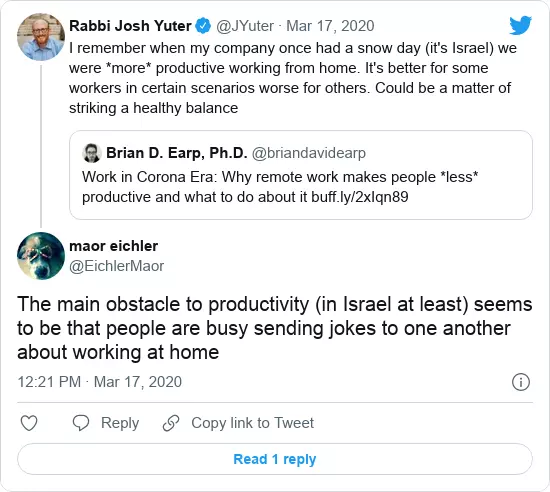 Rabbi Josh Yuter @JYuter · Mar 17, 2020
I remember when my company once had a snow day (it's Israel) we
were *more* productive working from home. It's better for some
workers in certain scenarios worse for others. Could be a matter of
striking a healthy balance
Brian D. Earp, Ph.D. @briandavidearp
Work in Corona Era: Why remote work makes people *less*
productive and what to do about it buff.ly/2xIqn89
maor eichler
@EichlerMaor
The main obstacle to productivity (in Israel at least) seems
to be that people are busy sending jokes to one another
about working at home
12:21 PM · Mar 17, 2020
Reply Copy link to Tweet
Read 1 reply